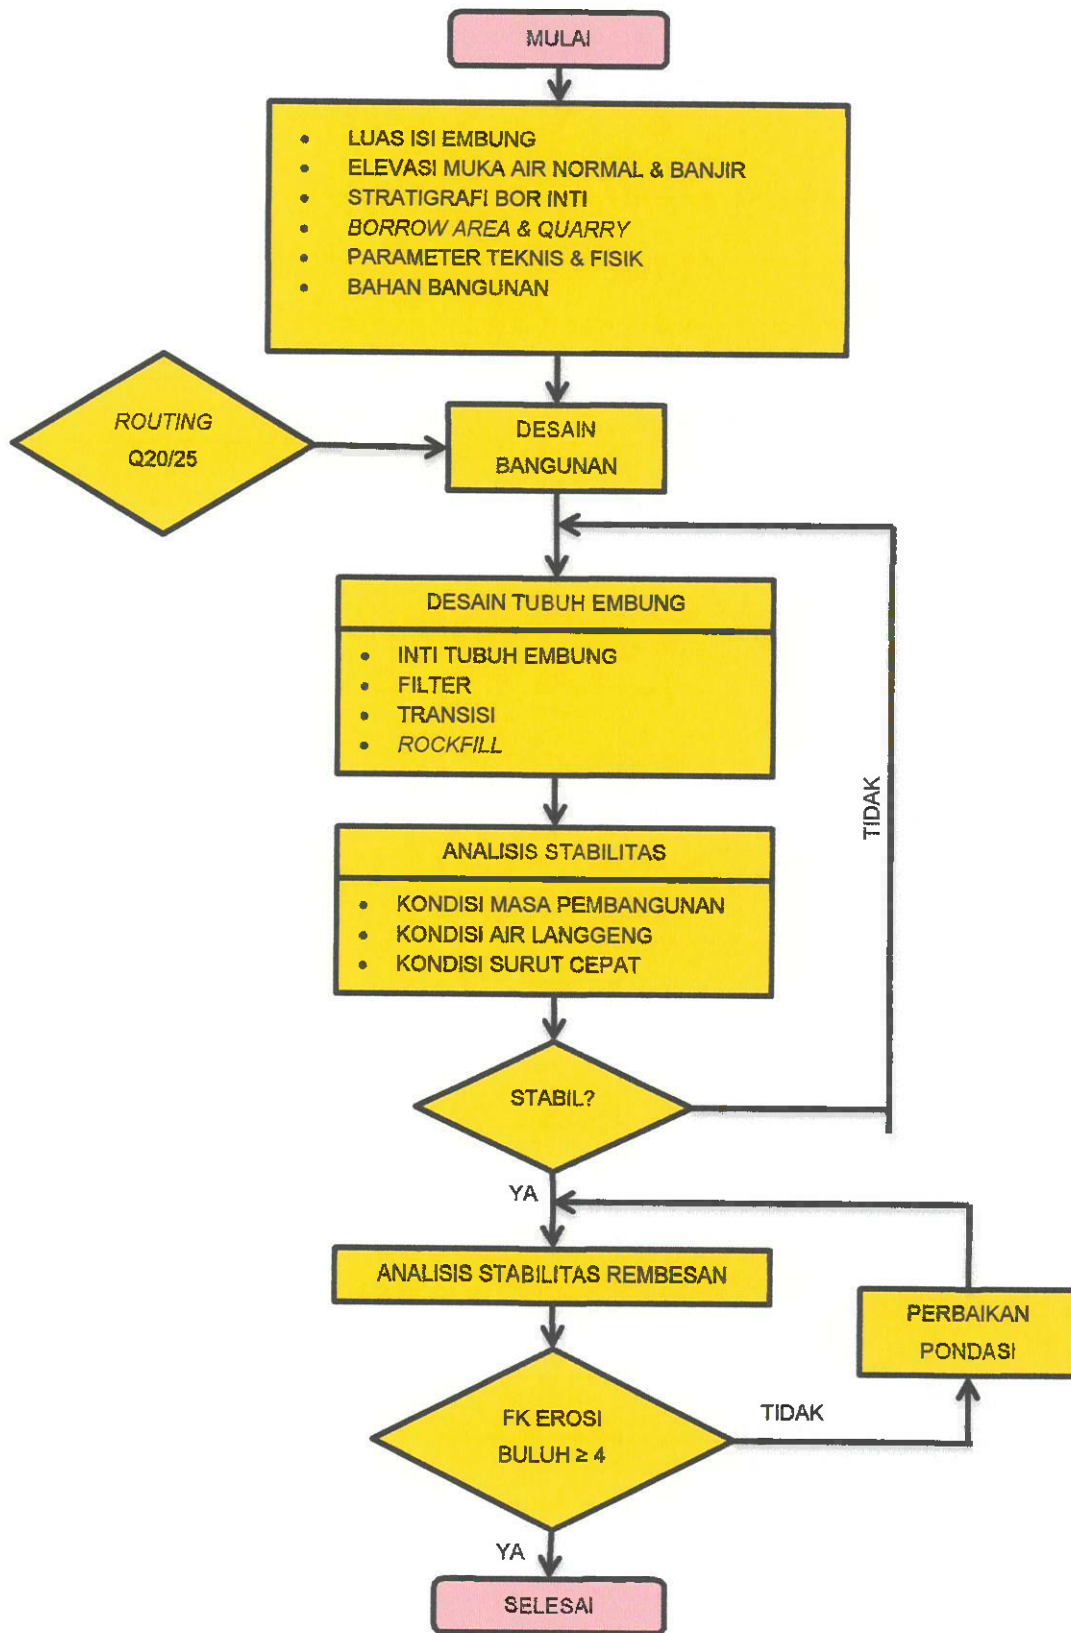 MULAI
• LUAS ISI EMBUNG
• ELEVASI MUKA AIR NORMAL & BANJIR
• STRATIGRAFI BOR INTI
• BORROW AREA & QUARRY
• PARAMETER TEKNIS & FISIK
• BAHAN BANGUNAN
ROUTING
Q20/25
DESAIN
BANGUNAN
DESAIN TUBUH EMBUNG
• INTI TUBUH EMBUNG
• FILTER
• TRANSISI
• ROCKFILL
TIDAK
ANALISIS STABILITAS
• KONDISI MASA PEMBANGUNAN
• KONDISI AIR LANGGENG
• KONDISI SURUT CEPAT
STABIL?
YA
ANALISIS STABILITAS REMBESAN
PERBAIKAN
PONDASI
FK EROSI
BULUH ≥ 4
TIDAK
YA
SELESAI